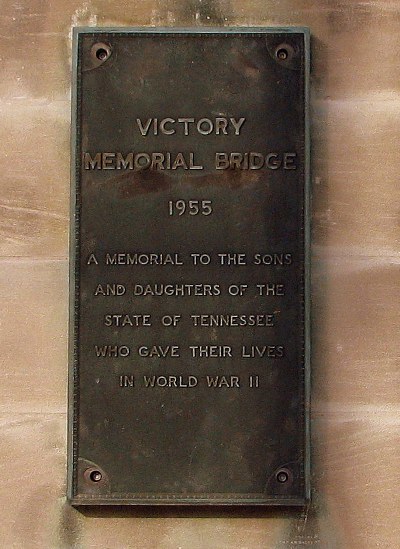 VICTORY
MEMORIAL BRIDGE
1955
A MEMORIAL TO THE SONS
AND DAUGHTERS OF THE
STATE OF TENNESSEE
WHO GAVE THEIR LIVES
IN WORLD WAR II